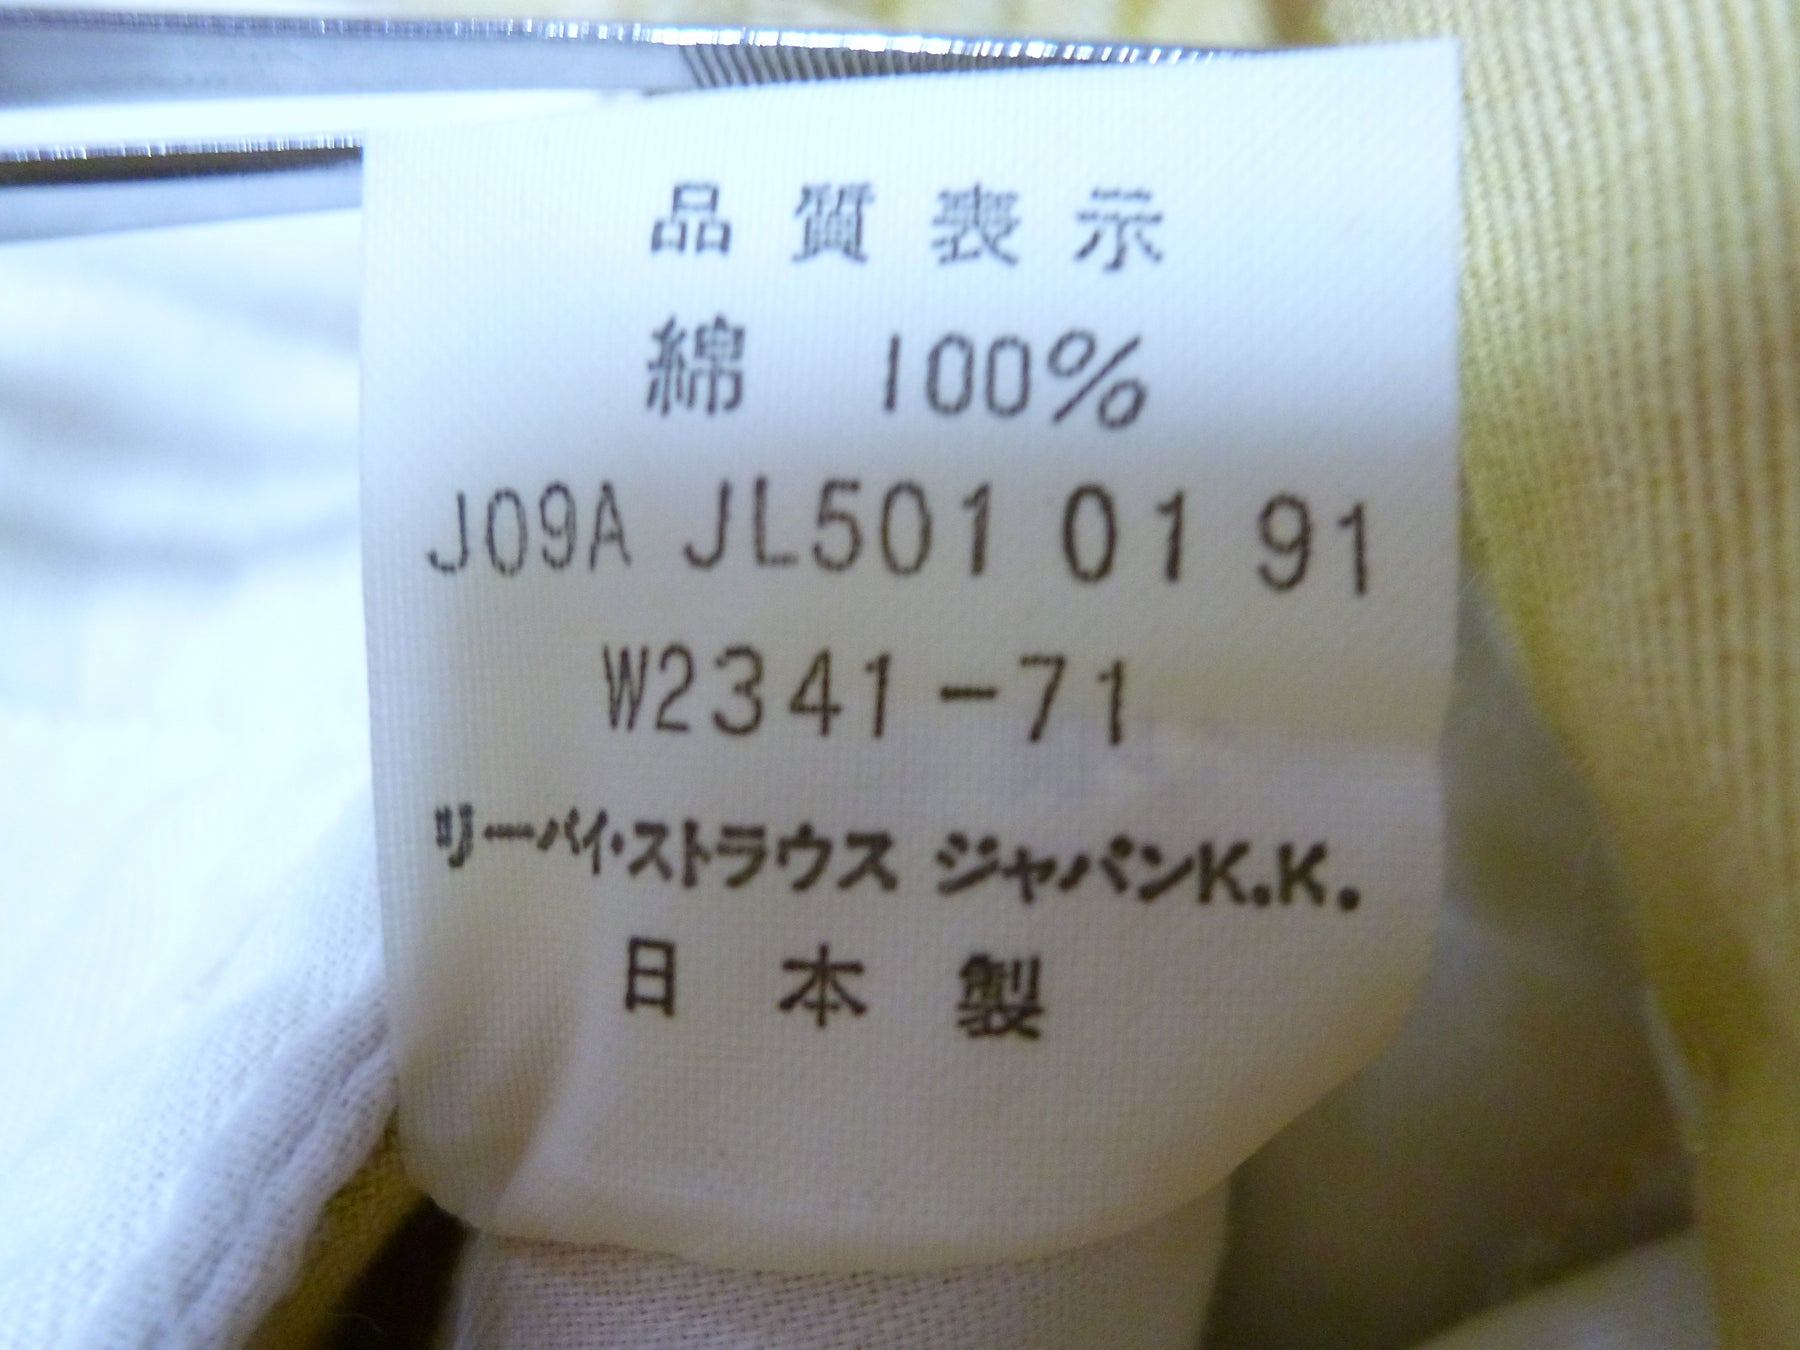 品質表示
綿 100%
J09A JL501 01 91
W2341-71
リーバイ・ストラウス ジャパンK.K.
日本製